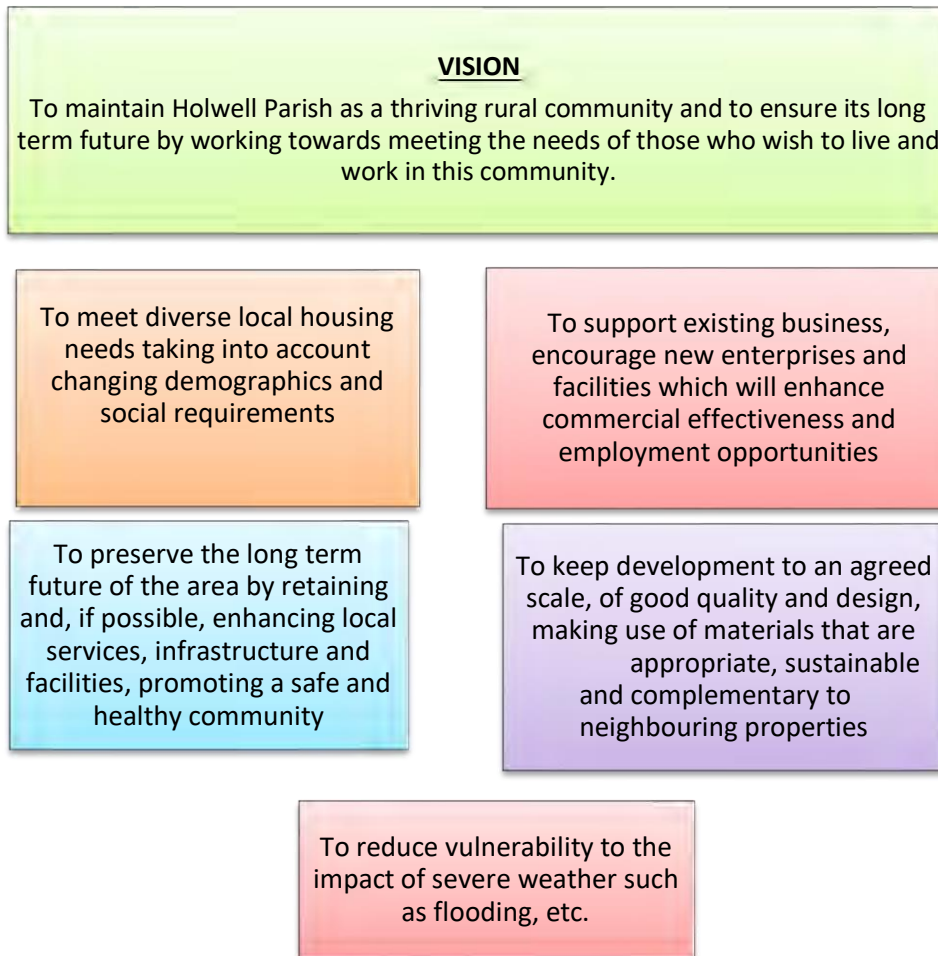 VISION
To maintain Holwell Parish as a thriving rural community and to ensure its long
term future by working towards meeting the needs of those who wish to live and
work in this community.
To meet diverse local housing
needs taking into account
changing demographics and
social requirements
To support existing business,
encourage new enterprises and
facilities which will enhance
commercial effectiveness and
employment opportunities
To preserve the long term
future of the area by retaining
and, if possible, enhancing local
services, infrastructure and
facilities, promoting a safe and
healthy community
To keep development to an agreed
scale, of good quality and design,
making use of materials that are
appropriate, sustainable
and complementary to
neighbouring properties
To reduce vulnerability to the
impact of severe weather such
as flooding, etc.